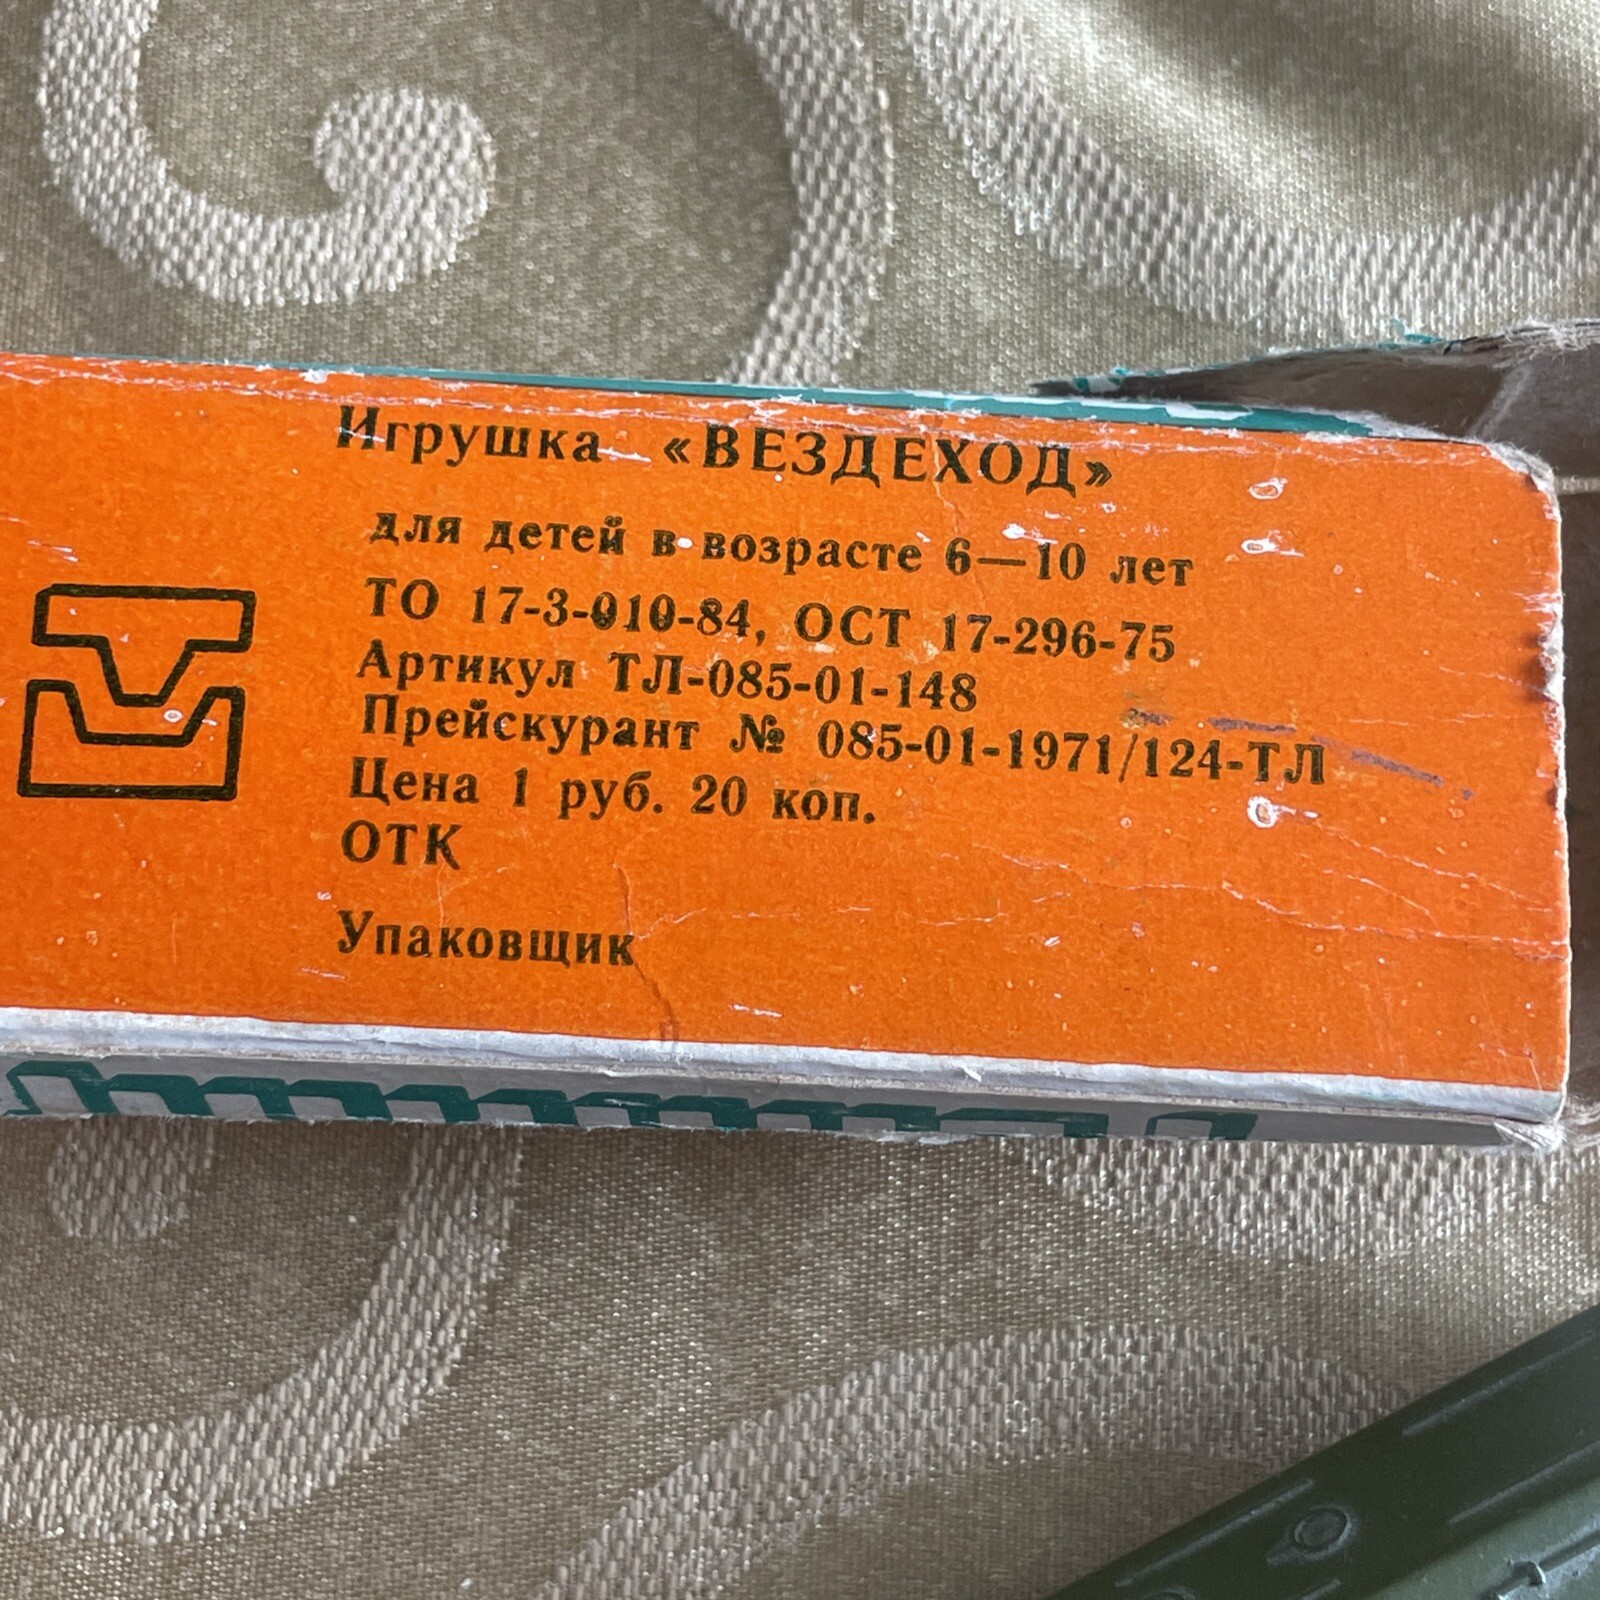 Игрушка «ВЕЗДЕХОД»
для детей в возрасте 6—10 лет
ТО 17-3-010-84, ОСТ 17-296-75
Артикул ТЛ-085-01-148
Прейскурант № 085-01-1971/124-ТЛ
Цена 1 руб. 20 коп.
ОТК
Упаковщик